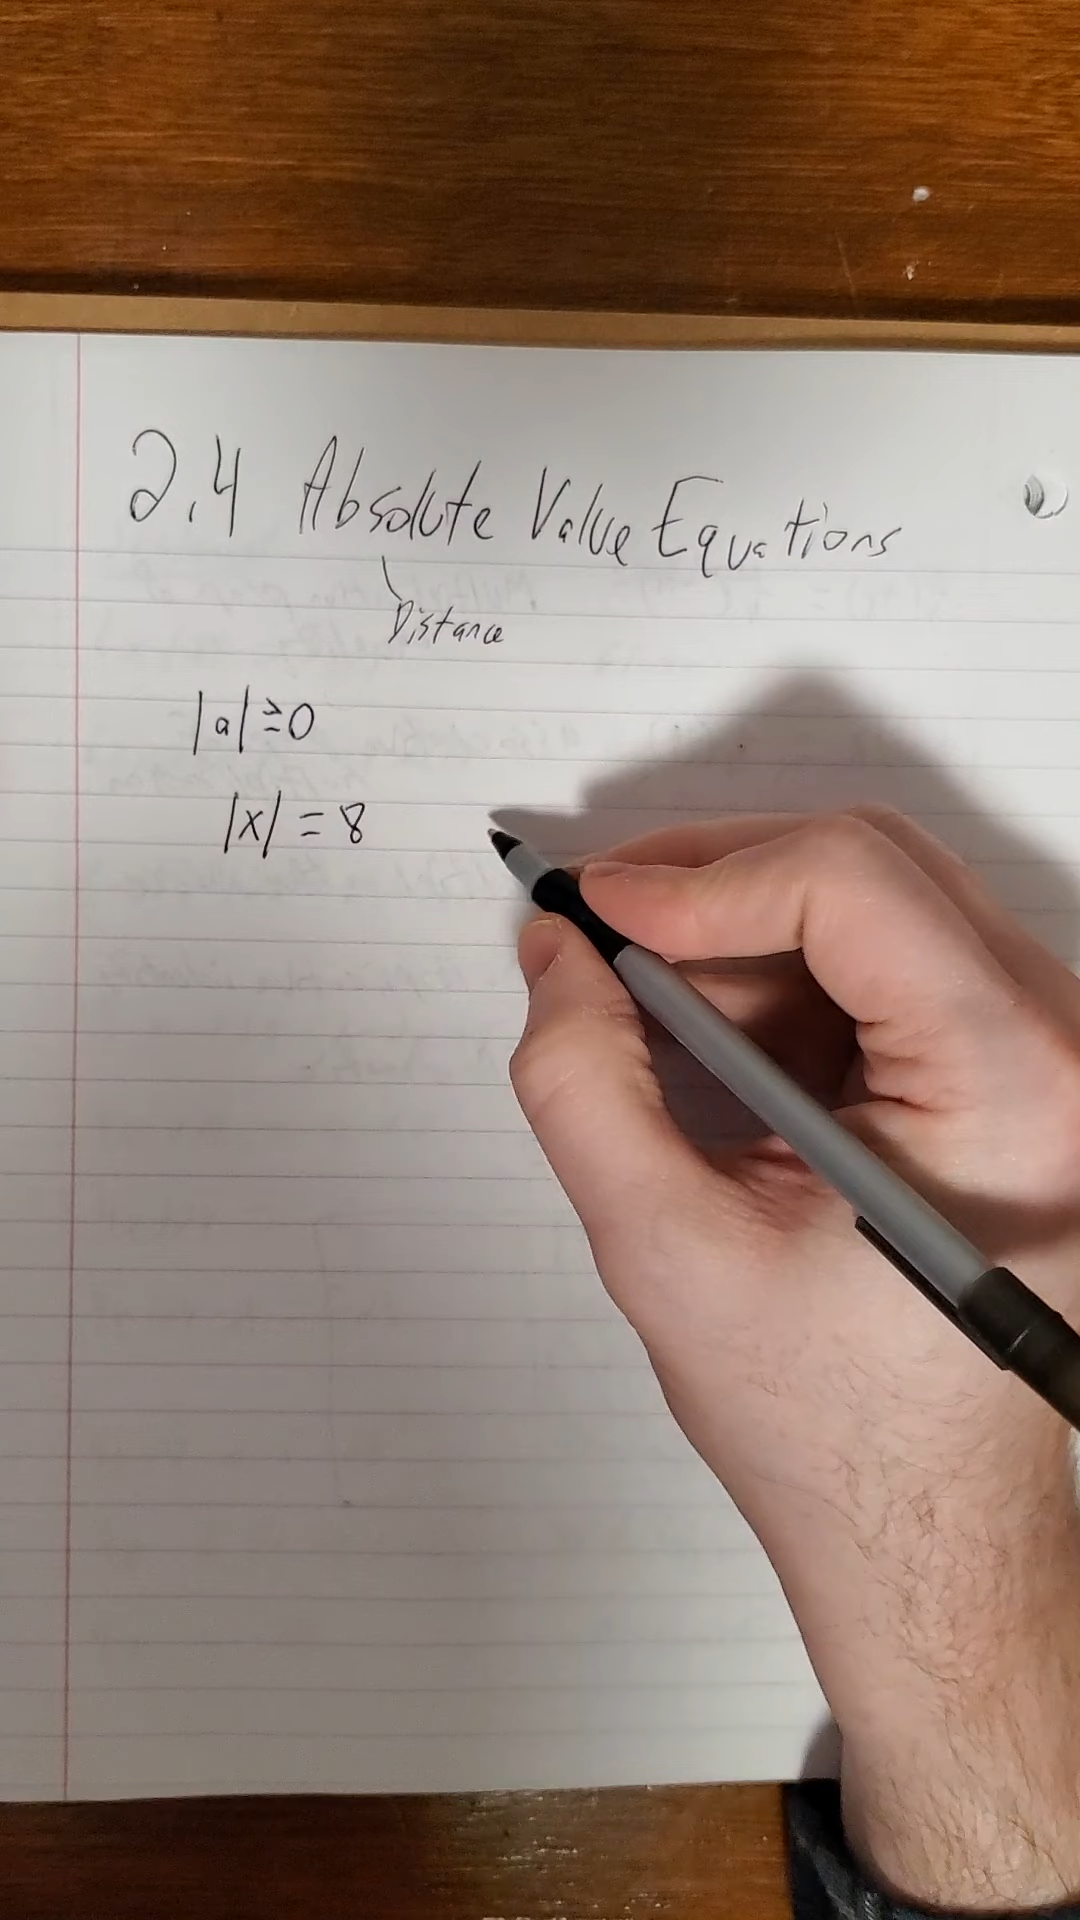 2.4 Absolute Value Equations
Distance
|a| ≥ 0
|x| = 8